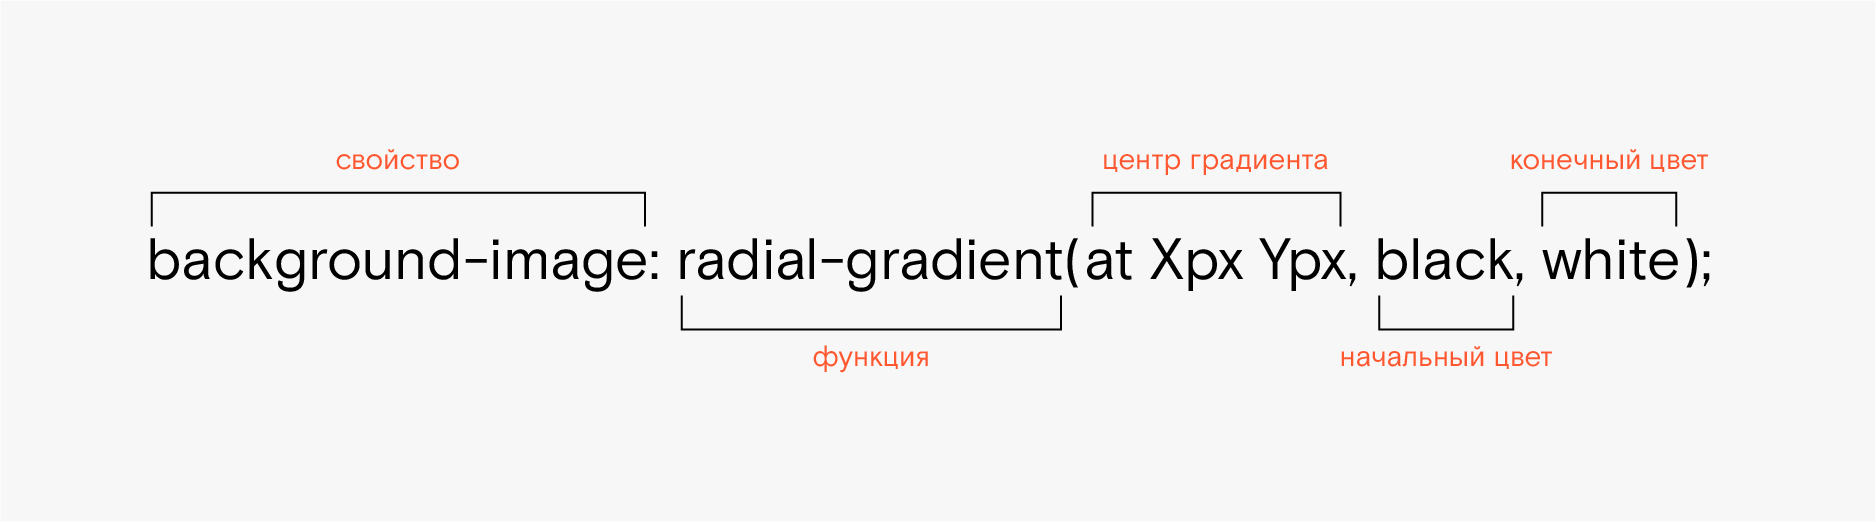 свойство центр градиента конечный цвет
background-image: radial-gradient(at Xpx Ypx, black, white);
функция начальный цвет